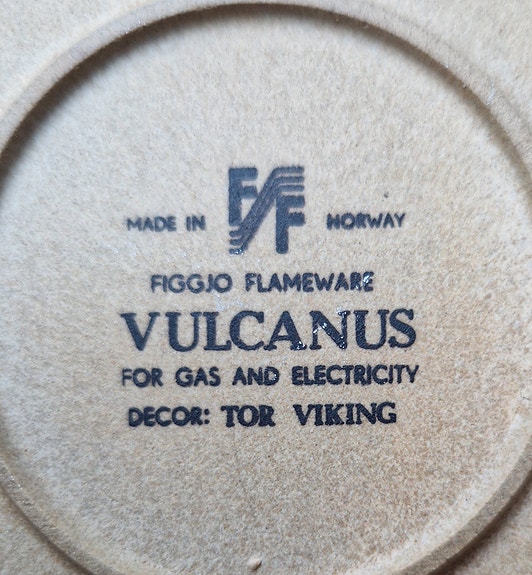 MADE IN FF NORWAY
FIGGJO FLAMEWARE
VULCANUS
FOR GAS AND ELECTRICITY
DECOR: TOR VIKING